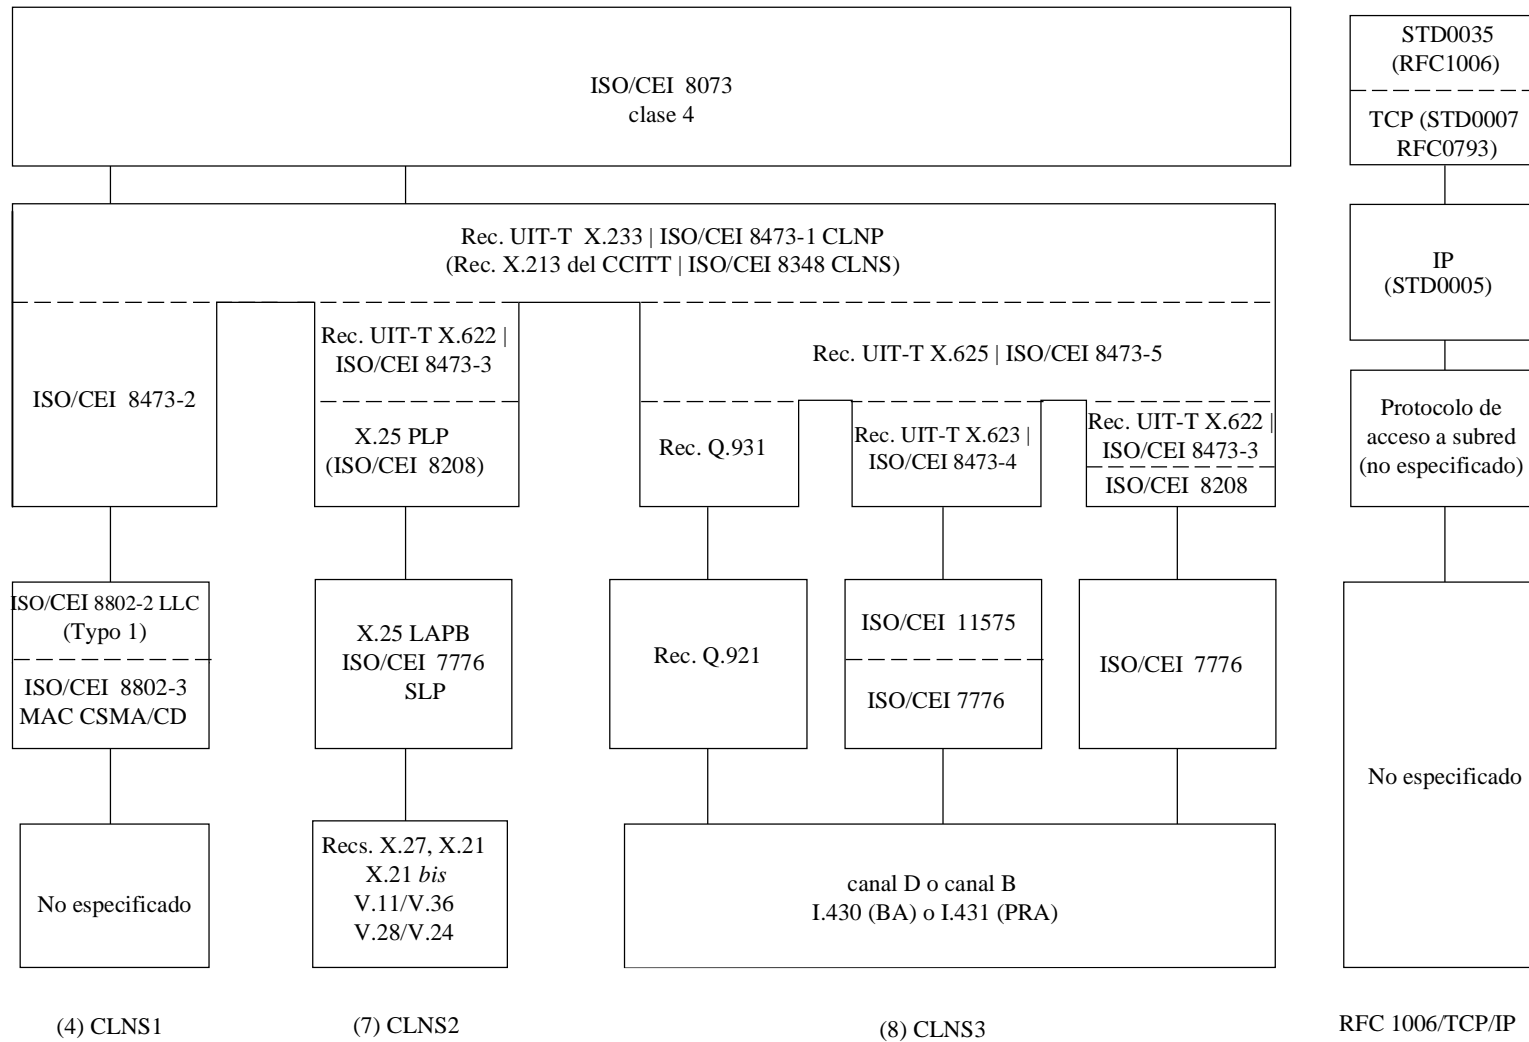 ISO/CEI 8073
clase 4
STD0035
(RFC1006)
TCP (STD0007
RFC0793)
Rec. UIT-T X.233 | ISO/CEI 8473-1 CLNP
(Rec. X.213 del CCITT | ISO/CEI 8348 CLNS)
IP
(STD0005)
ISO/CEI 8473-2
Rec. UIT-T X.622 |
ISO/CEI 8473-3
X.25 PLP
(ISO/CEI 8208)
Rec. UIT-T X.625 | ISO/CEI 8473-5
Rec. Q.931
Rec. UIT-T X.623 |
ISO/CEI 8473-4
Rec. UIT-T X.622 |
ISO/CEI 8473-3
ISO/CEI 8208
Protocolo de
acceso a subred
(no especificado)
ISO/CEI 8802-2 LLC
(Typo 1)
ISO/CEI 8802-3
MAC CSMA/CD
X.25 LAPB
ISO/CEI 7776
SLP
Rec. Q.921
ISO/CEI 11575
ISO/CEI 7776
ISO/CEI 7776
No especificado
No especificado
Recs. X.27, X.21
X.21 bis
V.11/V.36
V.28/V.24
canal D o canal B
I.430 (BA) o I.431 (PRA)
(4) CLNS1
(7) CLNS2
(8) CLNS3
RFC 1006/TCP/IP